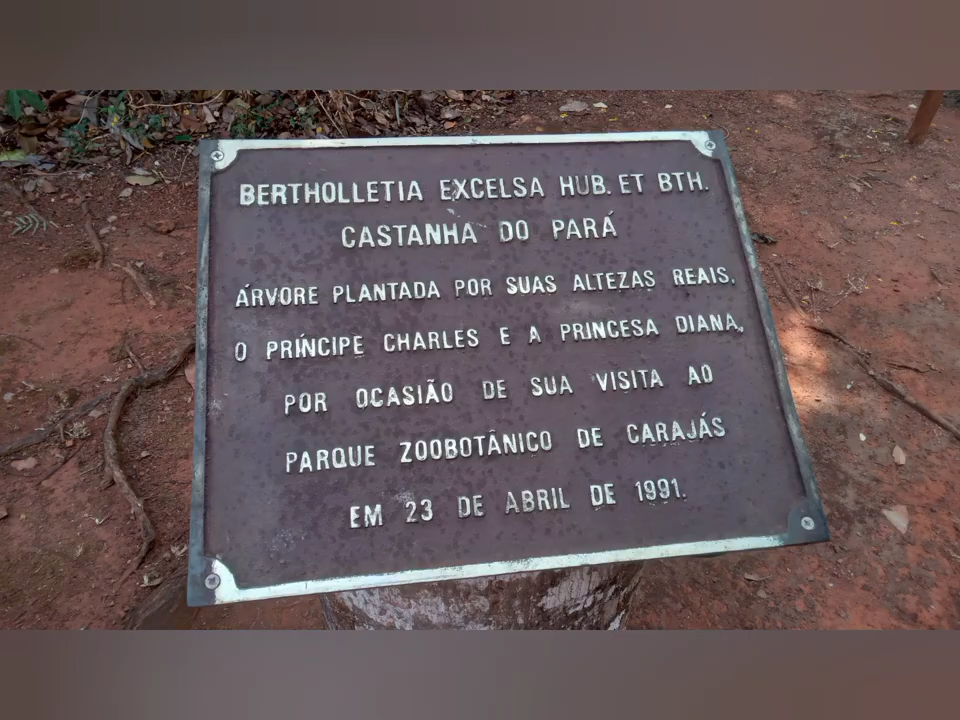 BERTHOLLETIA EXCELSA HUB. ET BTH.
CASTANHA DO PARÁ
ÁRVORE PLANTADA POR SUAS ALTEZAS REAIS,
O PRÍNCIPE CHARLES E A PRINCESA DIANA,
POR OCASIÃO DE SUA VISITA AO
PARQUE ZOOBOTÂNICO DE CARAJÁS
EM 23 DE ABRIL DE 1991.